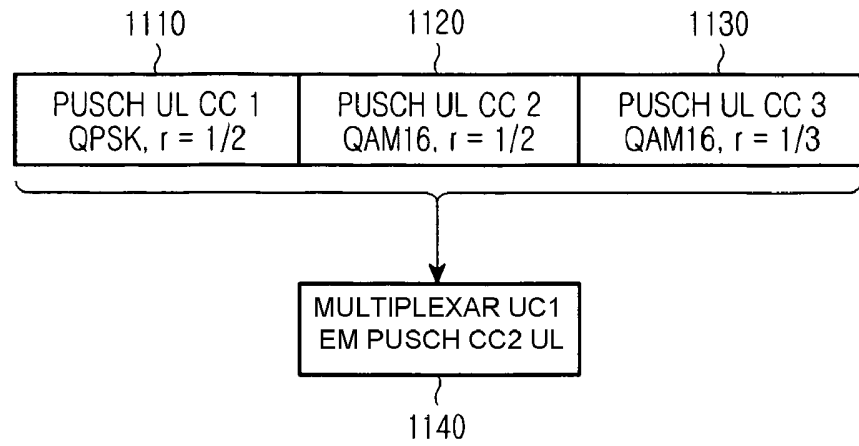 1110
1120
1130
PUSCH UL CC 1
QPSK, r = 1/2
PUSCH UL CC 2
QAM16, r = 1/2
PUSCH UL CC 3
QAM16, r = 1/3
MULTIPLEXAR UC1
EM PUSCH CC2 UL
1140